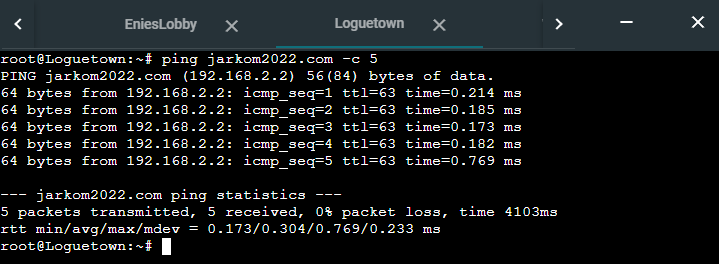 EniesLobby Loguetown
root@Loguetown:~# ping jarkom2022.com -c 5
PING jarkom2022.com (192.168.2.2) 56(84) bytes of data.
64 bytes from 192.168.2.2: icmp_seq=1 ttl=63 time=0.214 ms
64 bytes from 192.168.2.2: icmp_seq=2 ttl=63 time=0.185 ms
64 bytes from 192.168.2.2: icmp_seq=3 ttl=63 time=0.173 ms
64 bytes from 192.168.2.2: icmp_seq=4 ttl=63 time=0.182 ms
64 bytes from 192.168.2.2: icmp_seq=5 ttl=63 time=0.769 ms
--- jarkom2022.com ping statistics ---
5 packets transmitted, 5 received, 0% packet loss, time 4103ms
rtt min/avg/max/mdev = 0.173/0.304/0.769/0.233 ms
root@Loguetown:~#